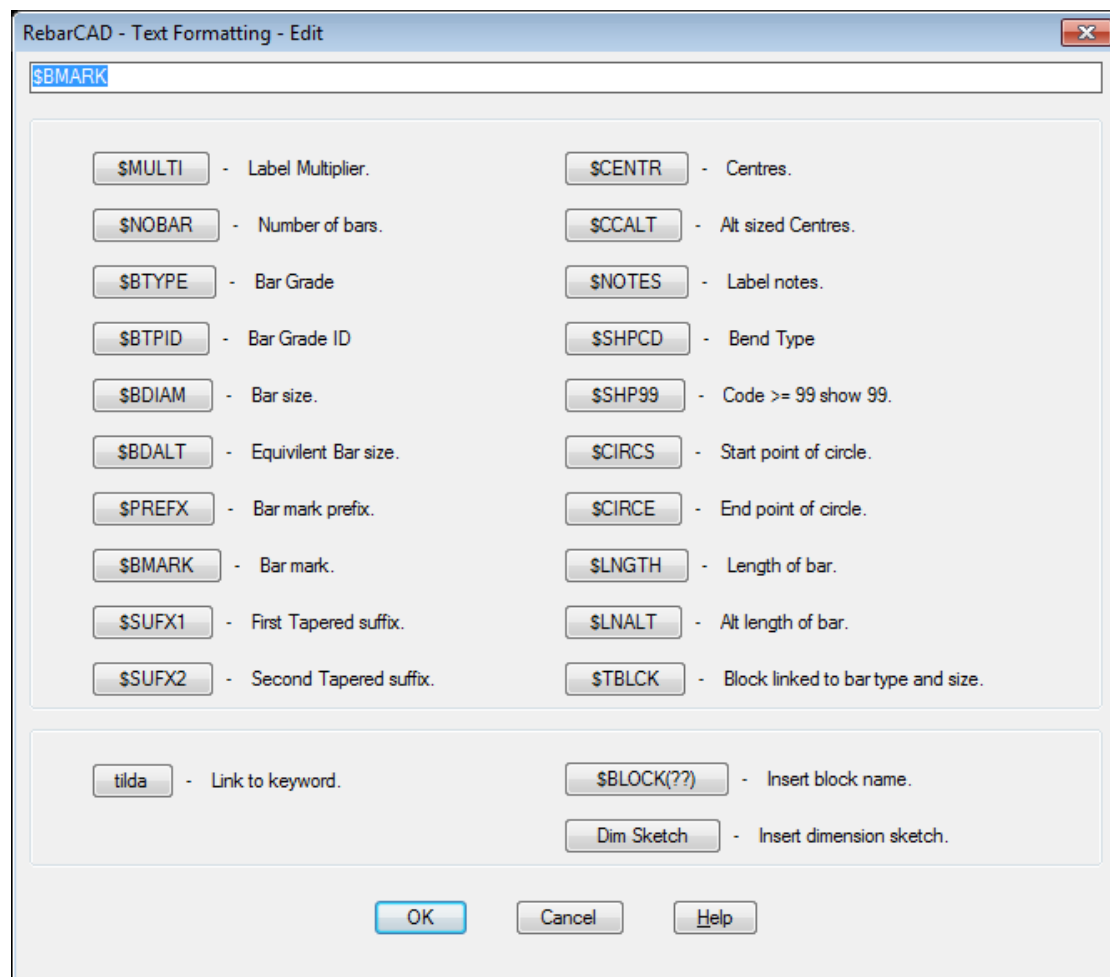 RebarCAD - Text Formatting - Edit
$BMARK
$MULTI - Label Multiplier.
$CENTR - Centres.
$NOBAR - Number of bars.
$CCALT - Alt sized Centres.
$BTYPE - Bar Grade
$NOTES - Label notes.
$BTPID - Bar Grade ID
$SHPCD - Bend Type
$BDIAM - Bar size.
$SHP99 - Code >= 99 show 99.
$BDALT - Equivilent Bar size.
$CIRCS - Start point of circle.
$PREFX - Bar mark prefix.
$CIRCE - End point of circle.
$BMARK - Bar mark.
$LNGTH - Length of bar.
$SUFX1 - First Tapered suffix.
$LNALT - Alt length of bar.
$SUFX2 - Second Tapered suffix.
$TBLCK - Block linked to bar type and size.
tilda - Link to keyword.
$BLOCK(??) - Insert block name.
Dim Sketch - Insert dimension sketch.
OK
Cancel
Help